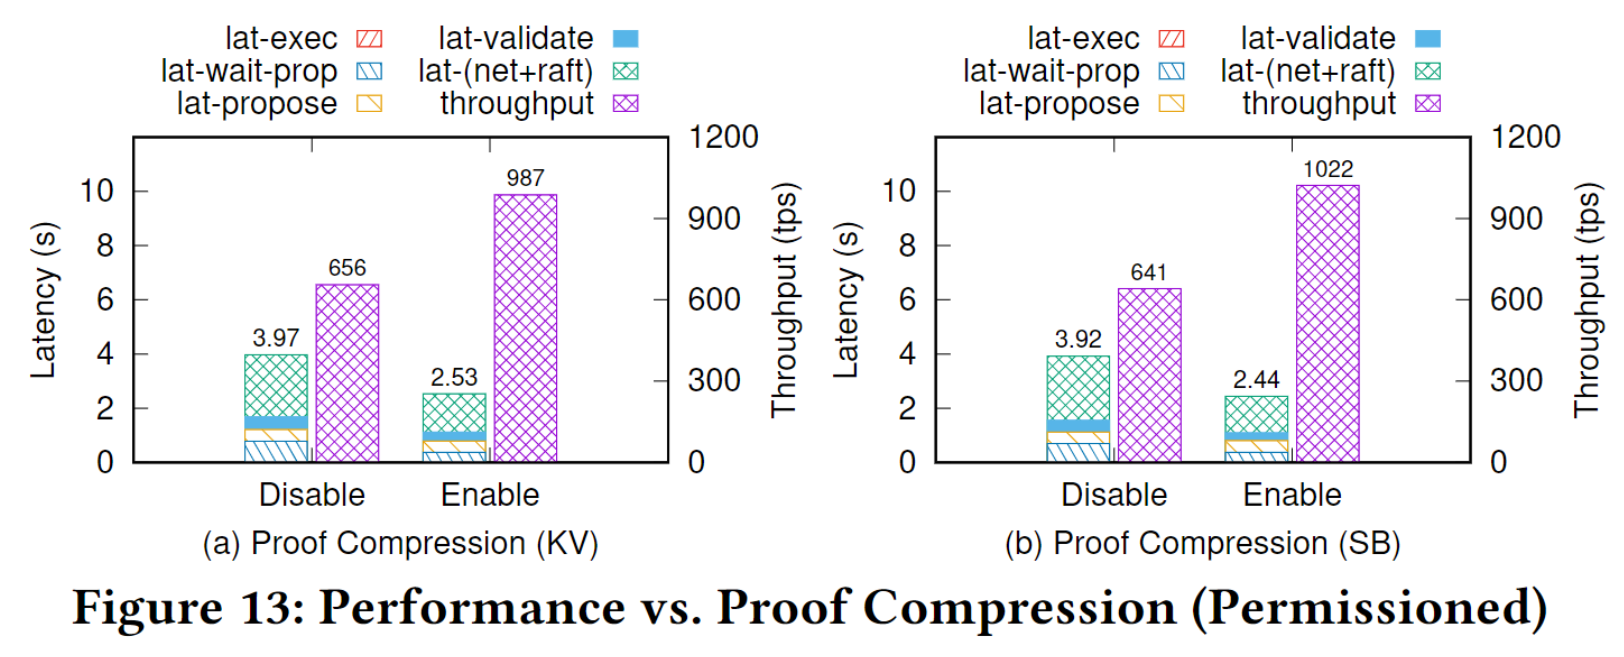 lat-exec lat-validate
lat-wait-prop lat-(net+raft)
lat-propose throughput
1200
10 987 900
8
656
6 600
3.97
4
2.53 300
2
0 0
Latency (s)
Throughput (tps)
Disable Enable
(a) Proof Compression (KV)
lat-exec lat-validate
lat-wait-prop lat-(net+raft)
lat-propose throughput
1200
1022
10 900
8
641
6 600
3.92
4
2.44 300
2
0 0
Latency (s)
Throughput (tps)
Disable Enable
(b) Proof Compression (SB)
Figure 13: Performance vs. Proof Compression (Permissioned)